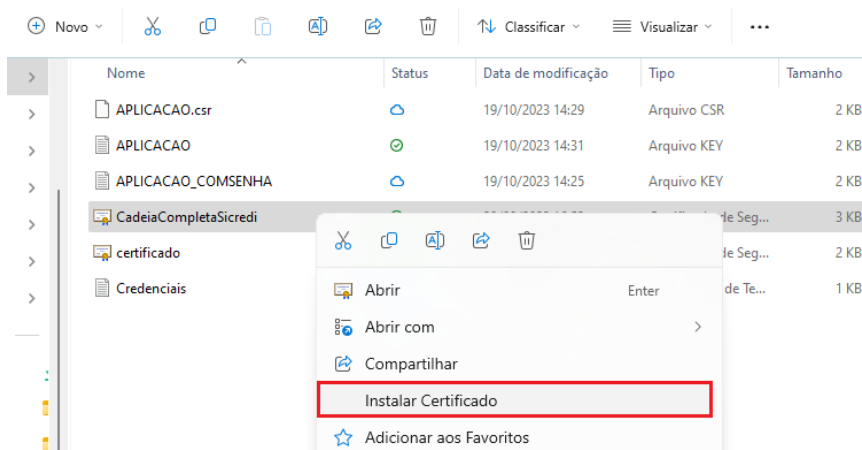 Novo Classificar Visualizar ...
Nome Status Data de modificação Tipo Tamanho
APLICACAO.csr 19/10/2023 14:29 Arquivo CSR 2 KB
APLICACAO 19/10/2023 14:31 Arquivo KEY 2 KB
APLICACAO_COMSENHA 19/10/2023 14:25 Arquivo KEY 2 KB
CadeiaCompletaSicredi de Seg... 3 KB
certificado de Seg... 2 KB
Credenciais de Te... 1 KB
Abrir Enter
Abrir com
Compartilhar
Instalar Certificado
Adicionar aos Favoritos